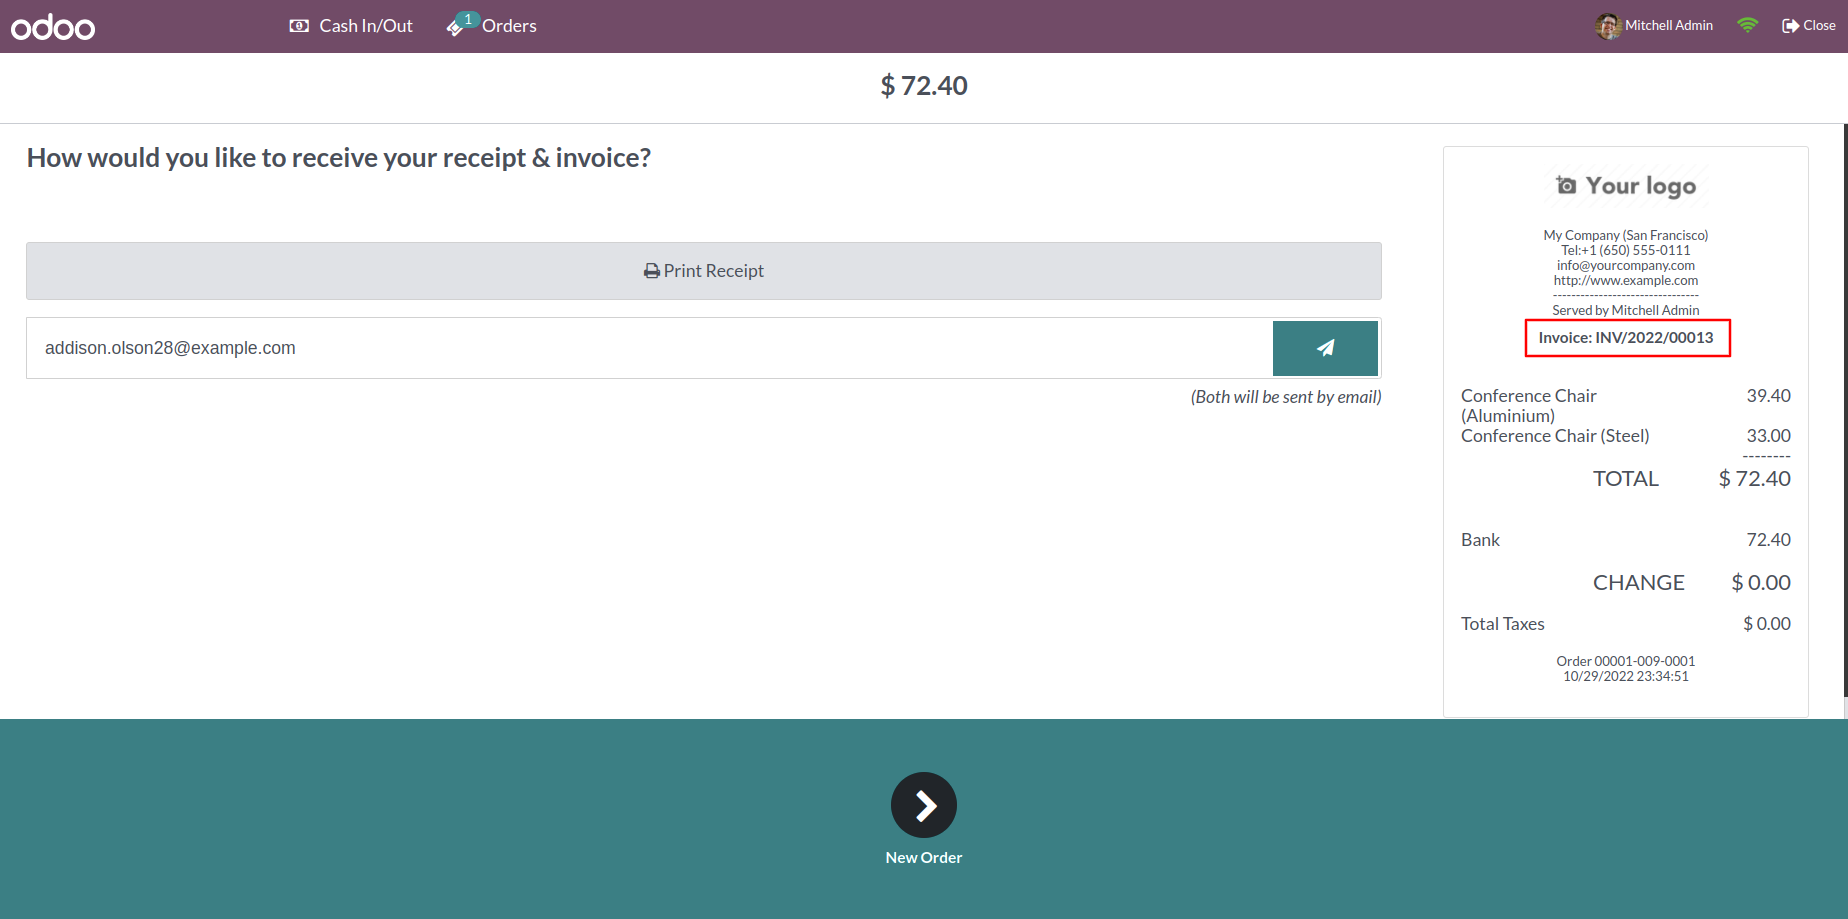 odoo
Cash In/Out
1
Orders
Mitchell Admin
Close
$ 72.40
How would you like to receive your receipt & invoice?
Print Receipt
addison.olson28@example.com
(Both will be sent by email)
Your logo
My Company (San Francisco)
Tel:+1 (650) 555-0111
info@yourcompany.com
http://www.example.com
--------------------------------
Served by Mitchell Admin
Invoice: INV/2022/00013
Conference Chair 39.40
(Aluminium)
Conference Chair (Steel) 33.00
--------
TOTAL $ 72.40
Bank 72.40
CHANGE $ 0.00
Total Taxes $ 0.00
Order 00001-009-0001
10/29/2022 23:34:51
New Order